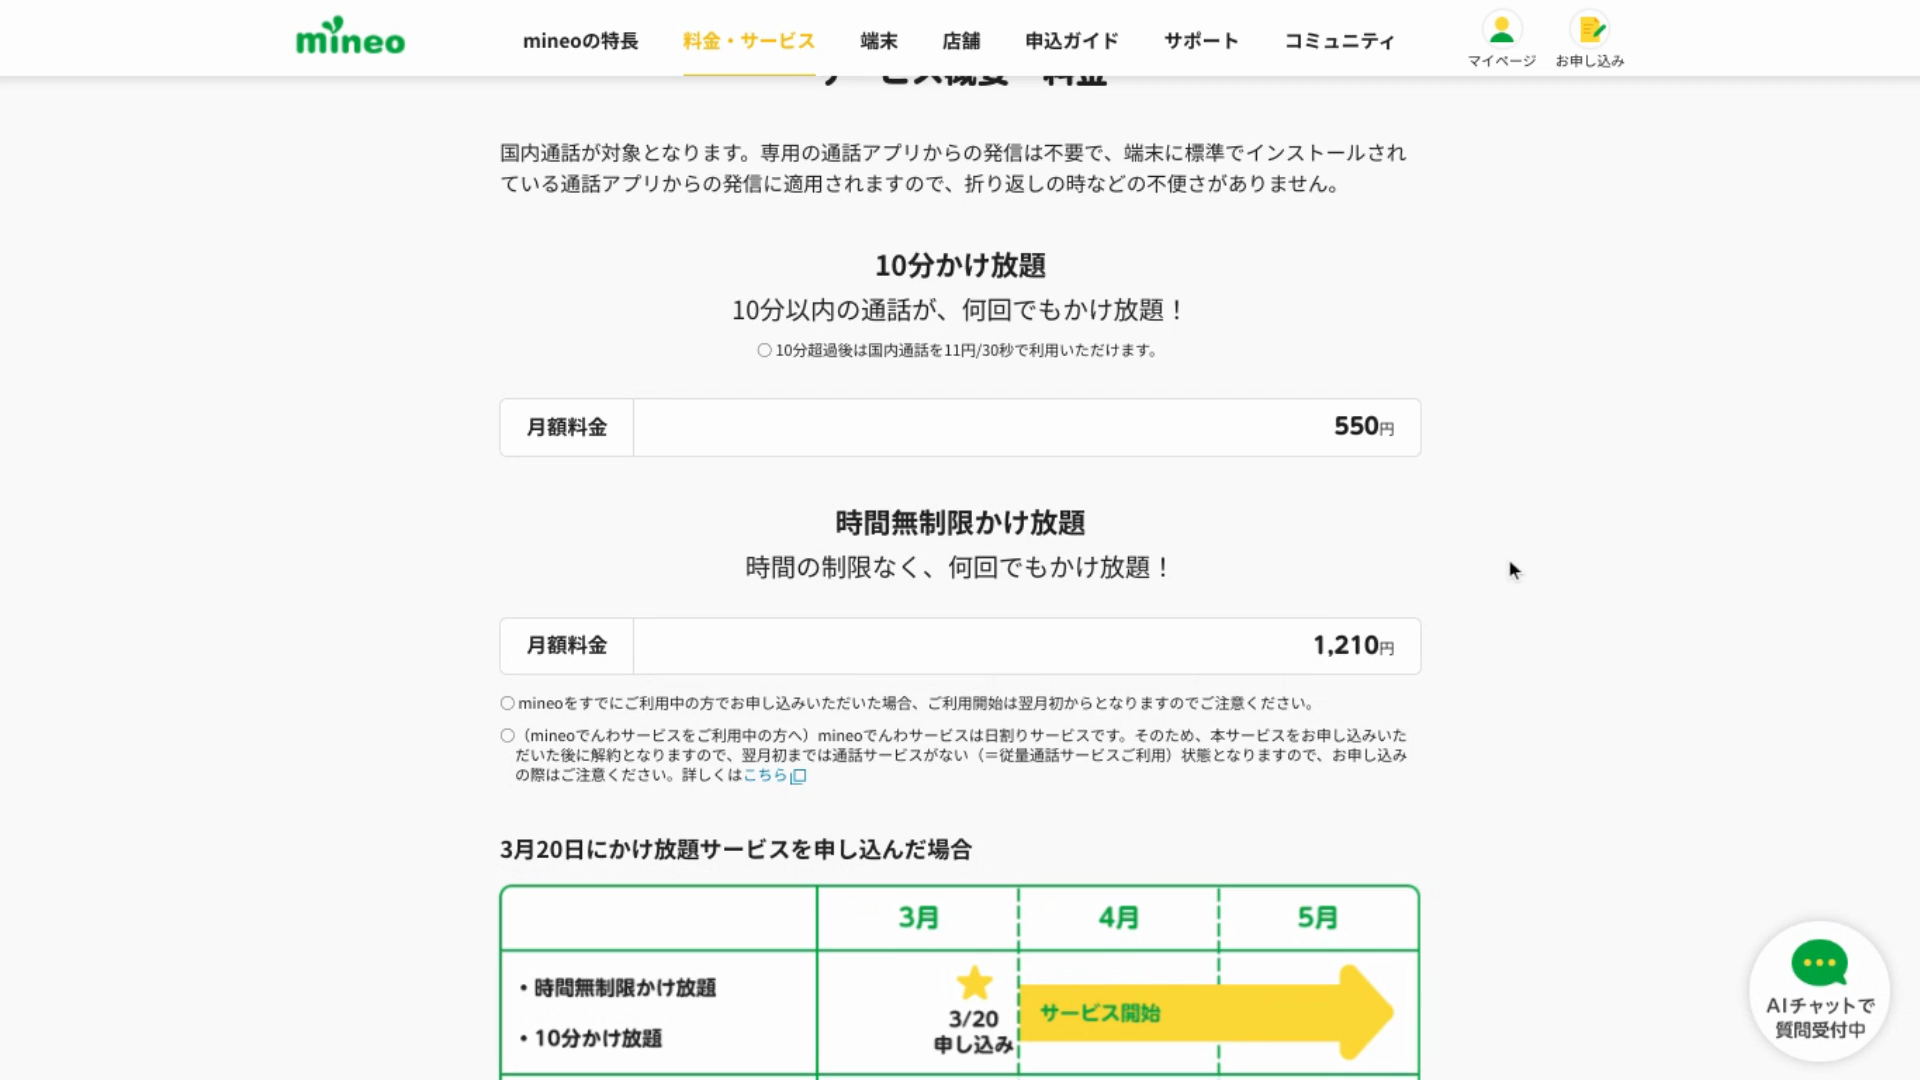 mineo
mineoの特長
料金・サービス
端末
店舗
申込ガイド
サポート
コミュニティ
マイページ
お申し込み
国内通話が対象となります。専用の通話アプリからの発信は不要で、端末に標準でインストールされ
ている通話アプリからの発信に適用されますので、折り返しの時などの不便さがありません。
10分かけ放題
10分以内の通話が、何回でもかけ放題！
○ 10分超過後は国内通話を11円/30秒で利用いただけます。
月額料金
550円
時間無制限かけ放題
時間の制限なく、何回でもかけ放題！
月額料金
1,210円
○ mineoをすでにご利用中の方でお申し込みいただいた場合、ご利用開始は翌月初からとなりますのでご注意ください。
○（mineoでんわサービスをご利用中の方へ）mineoでんわサービスは日割りサービスです。そのため、本サービスをお申し込みいた
だいた後に解約となりますので、翌月初までは通話サービスがない（＝従量通話サービスご利用）状態となりますので、お申し込み
の際はご注意ください。詳しくはこちら
3月20日にかけ放題サービスを申し込んだ場合
3月
4月
5月
・時間無制限かけ放題
・10分かけ放題
3/20
申し込み
サービス開始
AIチャットで
質問受付中